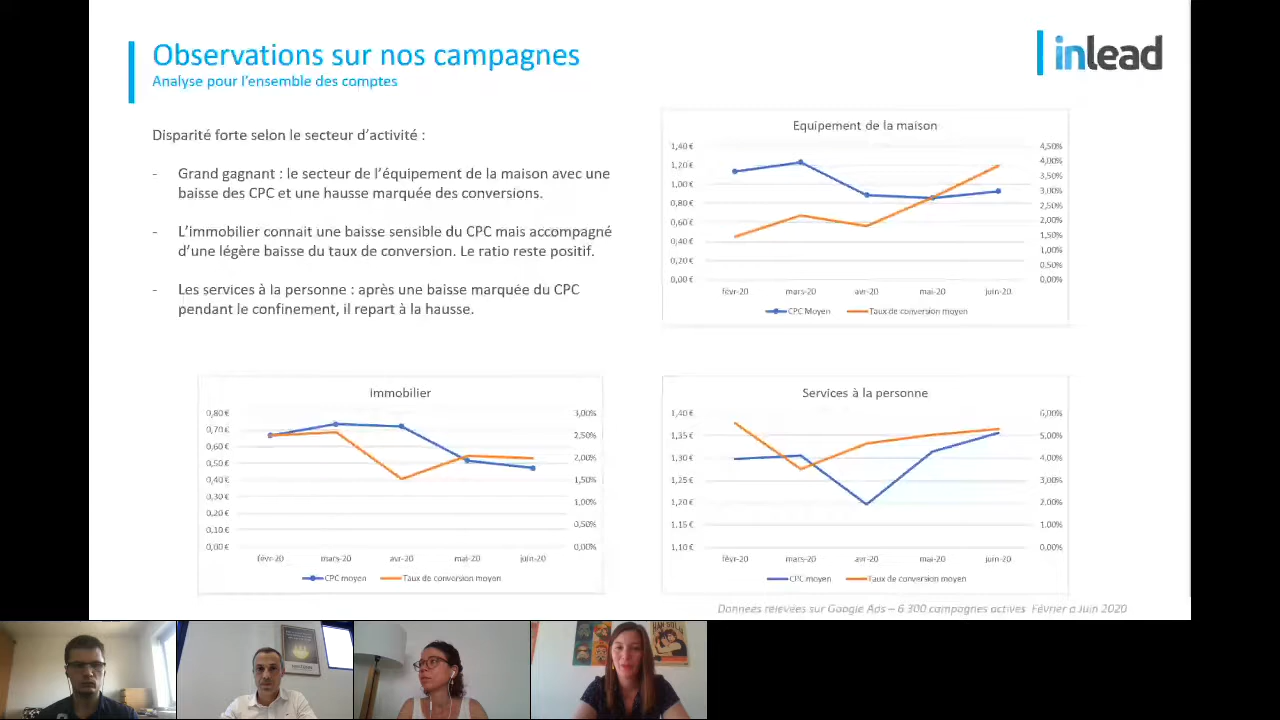 Observations sur nos campagnes
Analyse pour l'ensemble des comptes
inlead
Disparité forte selon le secteur d'activité :
- Grand gagnant : le secteur de l'équipement de la maison avec une
baisse des CPC et une hausse marquée des conversions.
- L'immobilier connait une baisse sensible du CPC mais accompagné
d'une légère baisse du taux de conversion. Le ratio reste positif.
- Les services à la personne : après une baisse marquée du CPC
pendant le confinement, il repart à la hausse.
Equipement de la maison
1,40 €
1,20 €
1,00 €
0,80 €
0,60 €
0,40 €
0,20 €
0,00 €
4,50%
4,00%
3,50%
3,00%
2,50%
2,00%
1,50%
1,00%
0,50%
0,00%
févr-20 mars-20 avr-20 mai-20 juin-20
CPC Moyen Taux de conversion moyen
Immobilier
0,80 €
0,70 €
0,60 €
0,50 €
0,40 €
0,30 €
0,20 €
0,10 €
0,00 €
3,00%
2,50%
2,00%
1,50%
1,00%
0,50%
0,00%
févr-20 mars-20 avr-20 mai-20 juin-20
CPC moyen Taux de conversion moyen
Services à la personne
1,40 €
1,35 €
1,30 €
1,25 €
1,20 €
1,15 €
1,10 €
6,00%
5,00%
4,00%
3,00%
2,00%
1,00%
0,00%
févr-20 mars-20 avr-20 mai-20 juin-20
CPC moyen Taux de conversion moyen
Données relevées sur Google Ads – 6 300 campagnes actives Février à Juin 2020
HAN SOLO